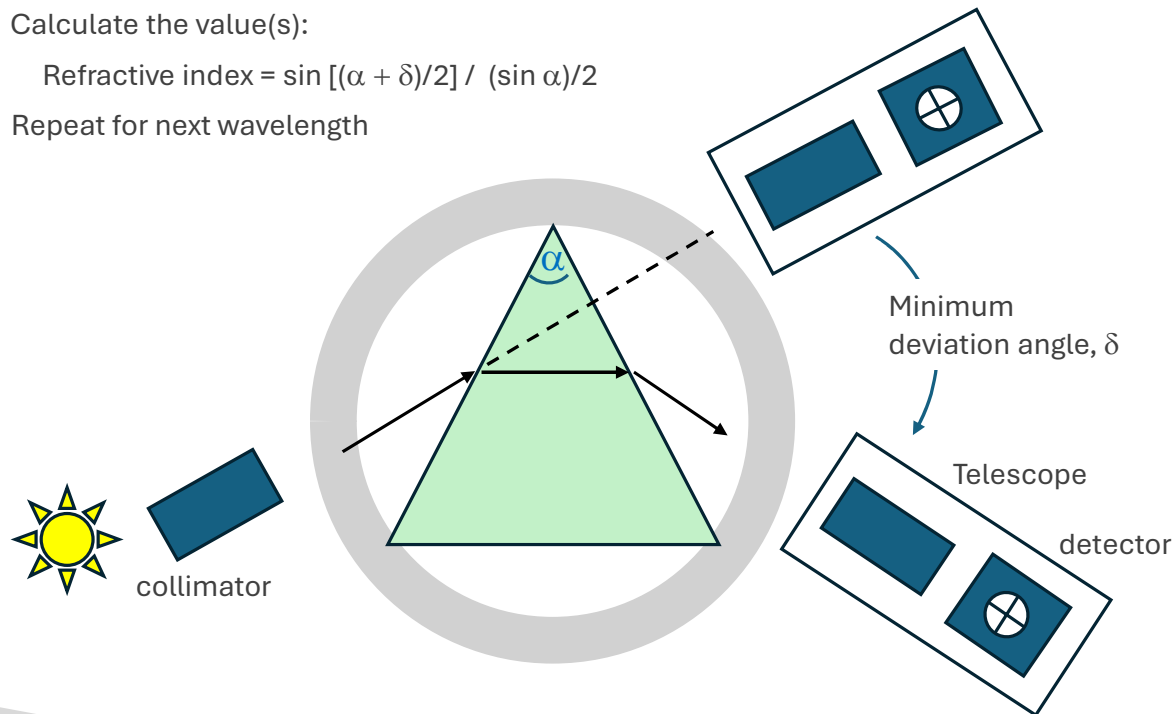 Calculate the value(s):
Refractive index = sin [(α + δ)/2] / (sin α)/2
Repeat for next wavelength
α
Minimum
deviation angle, δ
Telescope
detector
collimator